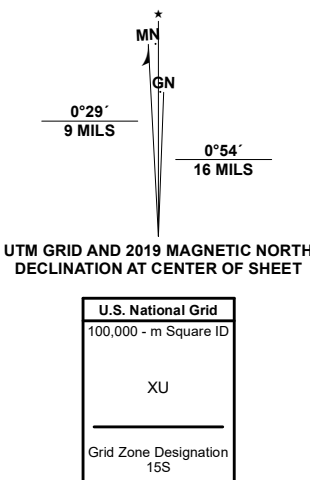 MN
GN
0°29´
9 MILS
0°54´
16 MILS
UTM GRID AND 2019 MAGNETIC NORTH
DECLINATION AT CENTER OF SHEET
U.S. National Grid
100,000 - m Square ID
XU
Grid Zone Designation
15S